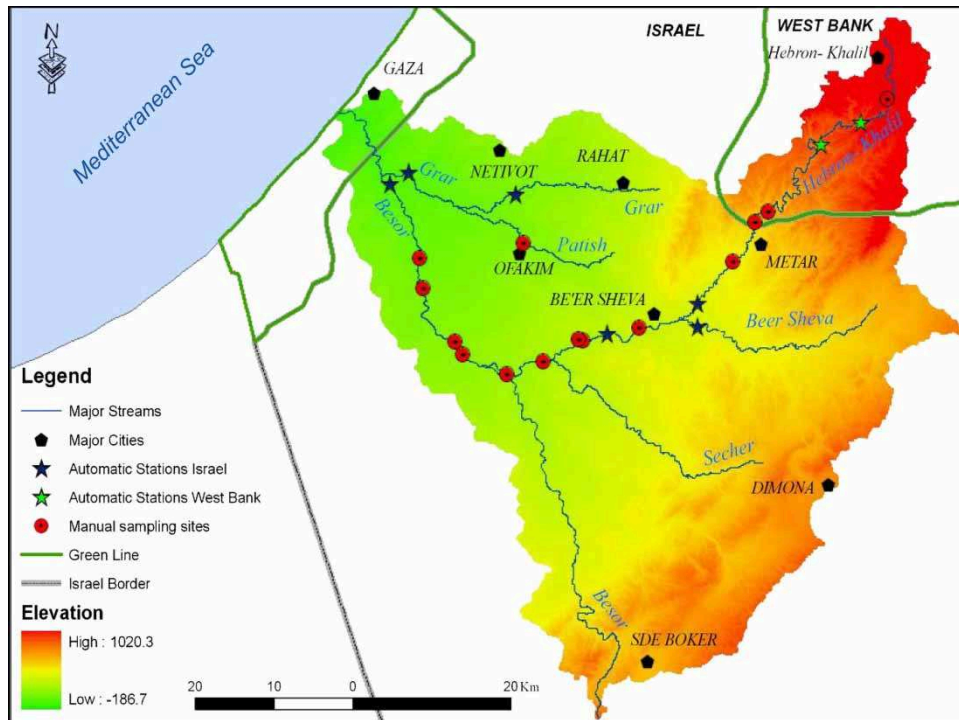 N
ISRAEL
WEST BANK
Hebron- Khalil
GAZA
Mediterranean Sea
NETIVOT
RAHAT
Grar
Grar
Hebron- Khalil
Besor
Patish
OFAKIM
METAR
BE'ER SHEVA
Beer Sheva
Secher
DIMONA
Besor
SDE BOKER
Legend
Major Streams
Major Cities
Automatic Stations Israel
Automatic Stations West Bank
Manual sampling sites
Green Line
Israel Border
Elevation
High : 1020.3
Low : -186.7
20 10 0 20 Km